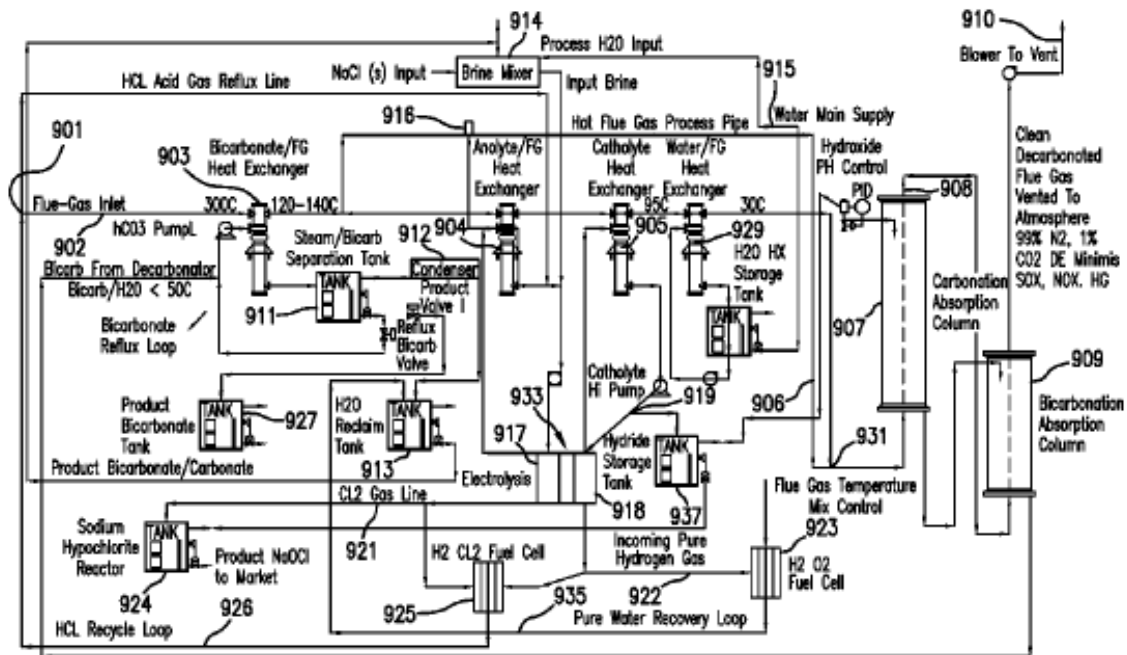 914
910
Process H2O Input
Blower To Vent
NaCl (s) Input
Brine Mixer
915
HCL Acid Gas Reflux Line
Input Brine
916
Water Main Supply
Hot Flue Gas Process Pipe
901
903
Bicarbonate/FG
Heat Exchanger
Anolyte/FG
Heat
Exchanger
Catholyte
Heat
Exchanger
Water/FG
Heat
Exchanger
Hydroxide
PH Control
PID
908
Clean
Decarbonated
Flue Gas
Vented To
Atmosphere
99% N2, 1%
CO2 DE Minimis
SOX, NOX. HG
Flue-Gas Inlet
300C
120-140C
95C
30C
902
hCO3 PumpL
912
904
905
929
Steam/Bicarb
Separation Tank
H2O HX
Storage
Tank
Bicarb From Decarbonator
Bicarb/H2O < 50C
Condenser
Product
Valve I
TANK
911
Carbonation
Absorption
Column
907
Bicarbonate
Reflux Loop
Reflux Bicarb
Valve
TANK
909
Catholyte
Hi Pump
919
906
933
Product
Bicarbonate
Tank
TANK
927
H2O
Reclaim
Tank
TANK
913
917
Hydride
Storage
Tank
TANK
931
Bicarbonation
Absorption
Column
Product Bicarbonate/Carbonate
Electrolysis
918
937
Flue Gas Temperature
Mix Control
CL2 Gas Line
921
Sodium
Hypochlorite
Reactor
TANK
Product NaOCl
to Market
924
926
H2 CL2 Fuel Cell
925
Incoming Pure
Hydrogen Gas
922
923
H2 O2
Fuel Cell
935
Pure Water Recovery Loop
HCL Recycle Loop